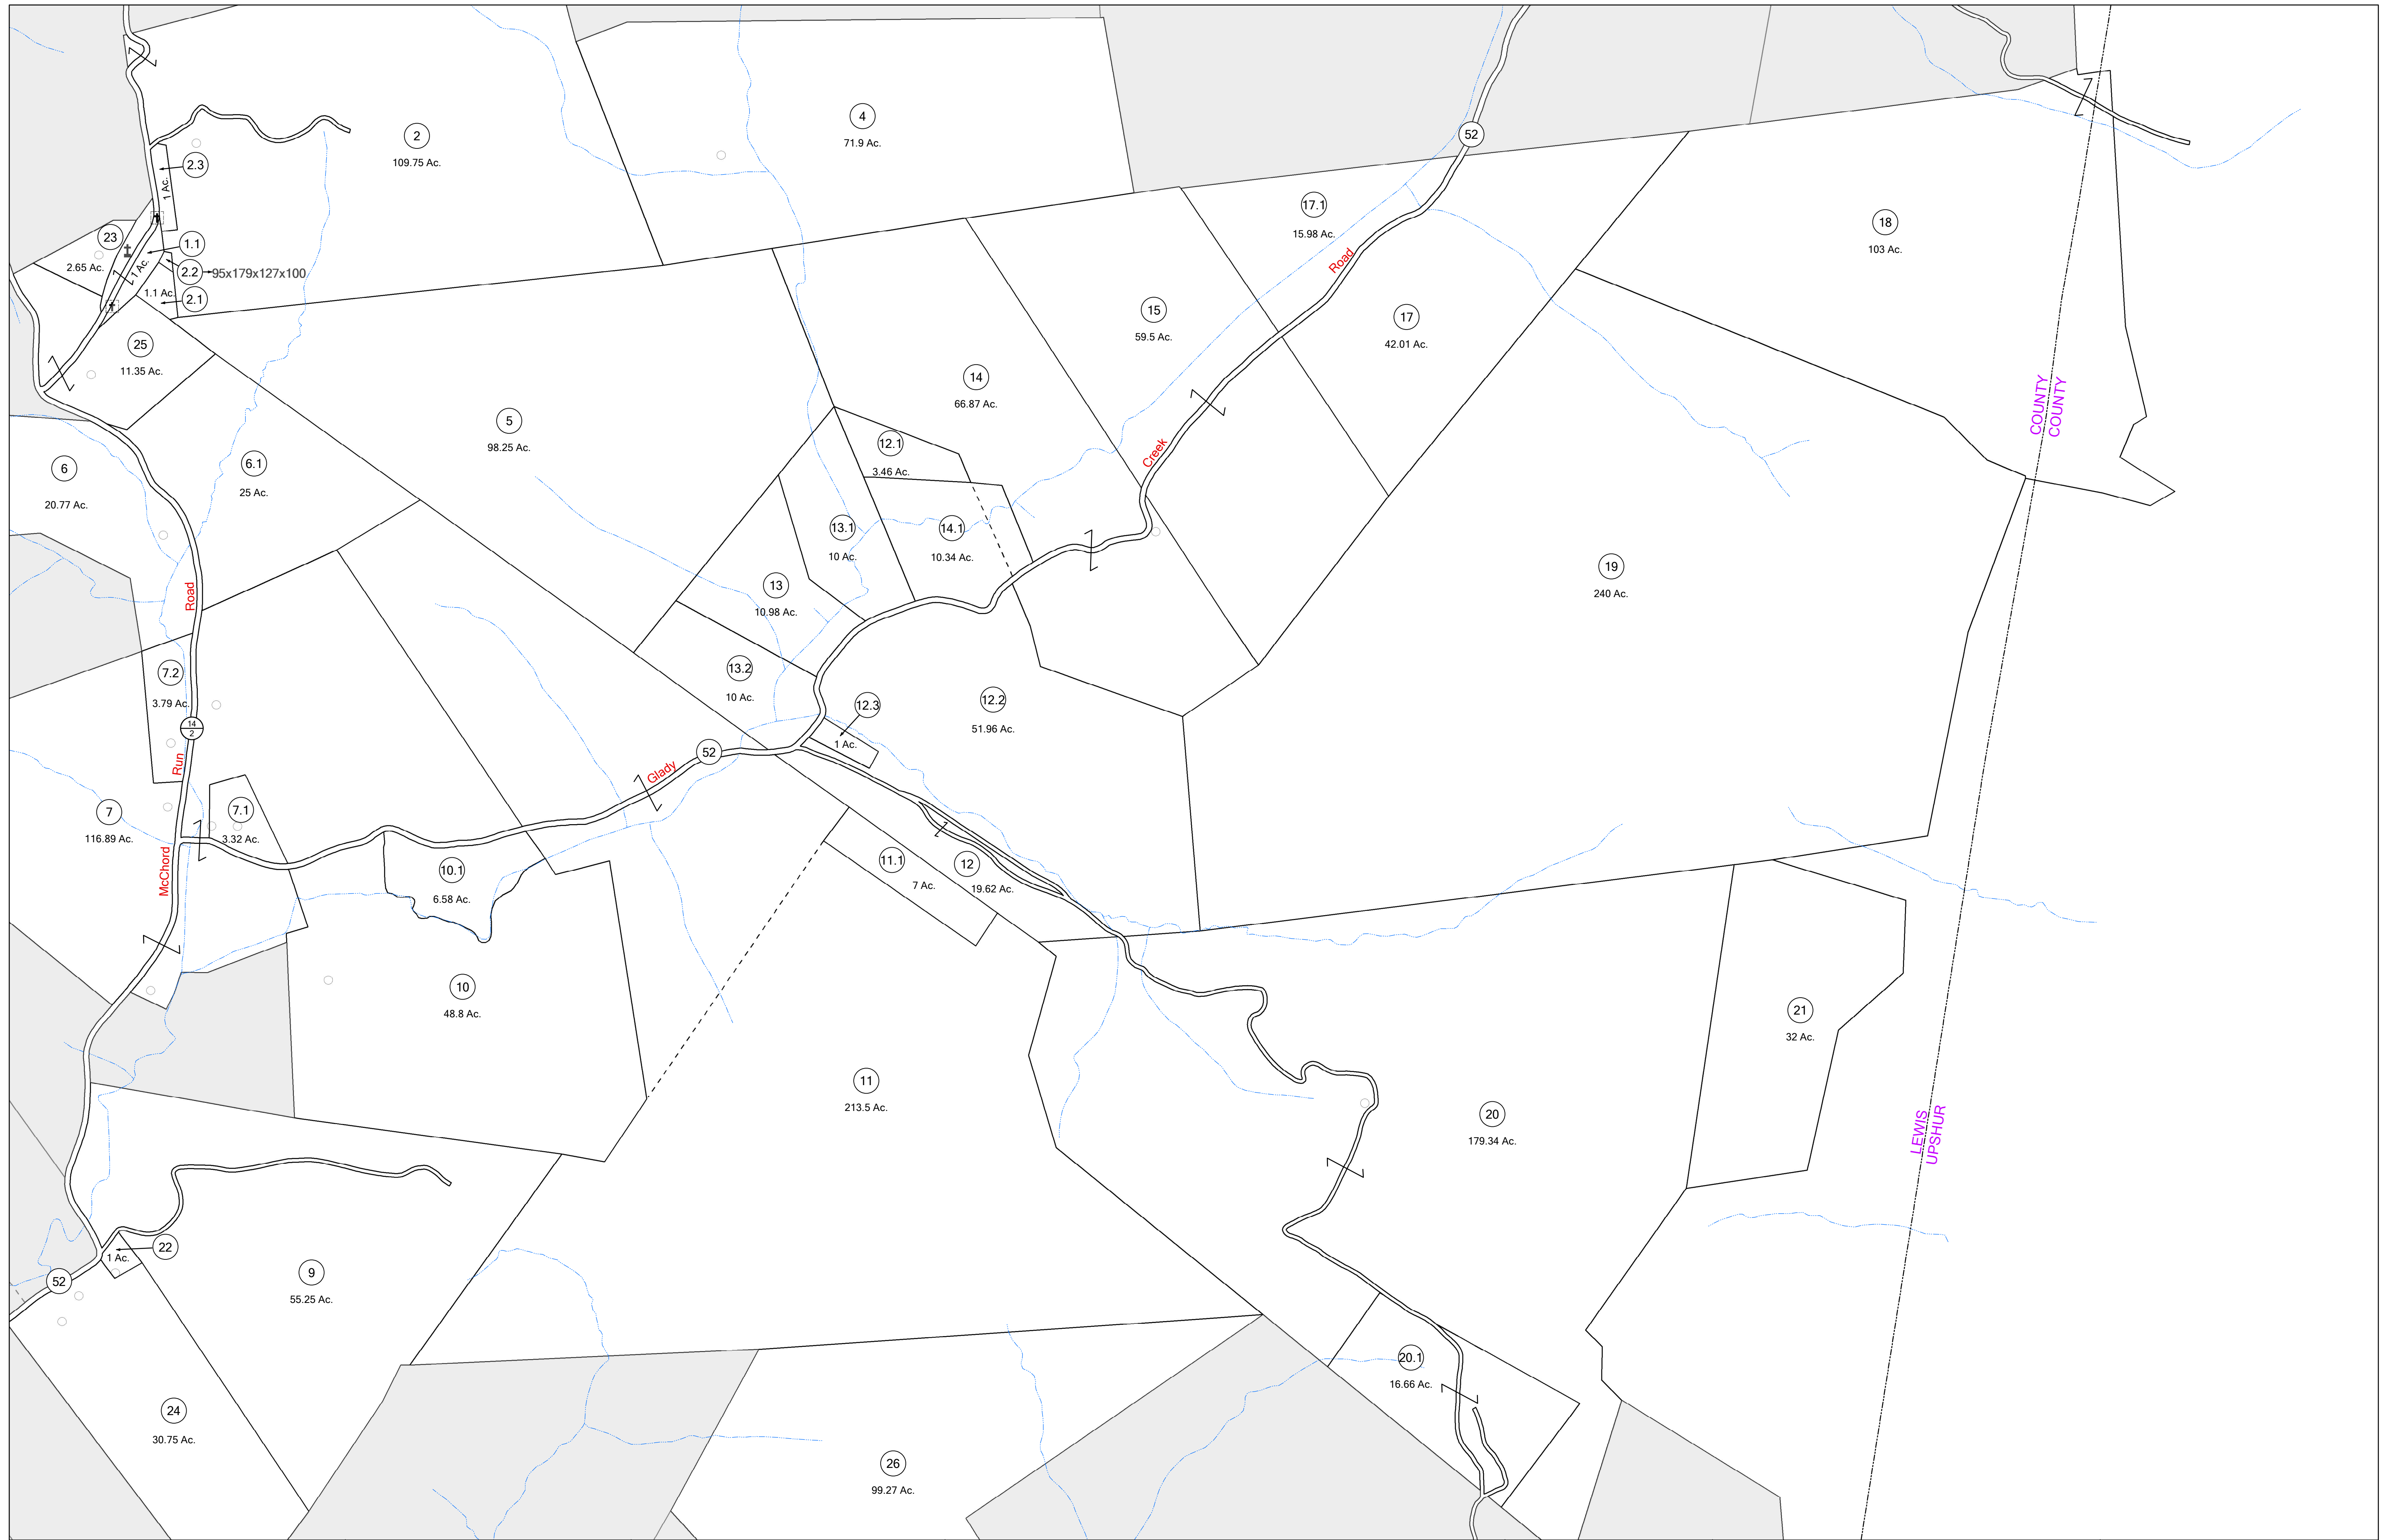 4
71.9 Ac.
2
109.75 Ac.
52
2.3
1 Ac.
17.1
15.98 Ac.
18
103 Ac.
23
2.65 Ac.
1.1
1 Ac.
2.2
95x179x127x100
1.1 Ac.
2.1
Road
15
59.5 Ac.
17
42.01 Ac.
25
11.35 Ac.
14
66.87 Ac.
COUNTY
COUNTY
5
98.25 Ac.
12.1
3.46 Ac.
Creek
6
20.77 Ac.
6.1
25 Ac.
13.1
10 Ac.
14.1
10.34 Ac.
19
240 Ac.
13
10.98 Ac.
Road
7.2
3.79 Ac.
13.2
10 Ac.
12.3
1 Ac.
12.2
51.96 Ac.
14
2
52
Run
Glady
7
116.89 Ac.
7.1
3.32 Ac.
McChord
10.1
6.58 Ac.
11.1
7 Ac.
12
19.62 Ac.
10
48.8 Ac.
21
32 Ac.
11
213.5 Ac.
20
179.34 Ac.
LEWIS
UPSHUR
22
1 Ac.
52
9
55.25 Ac.
20.1
16.66 Ac.
24
30.75 Ac.
26
99.27 Ac.